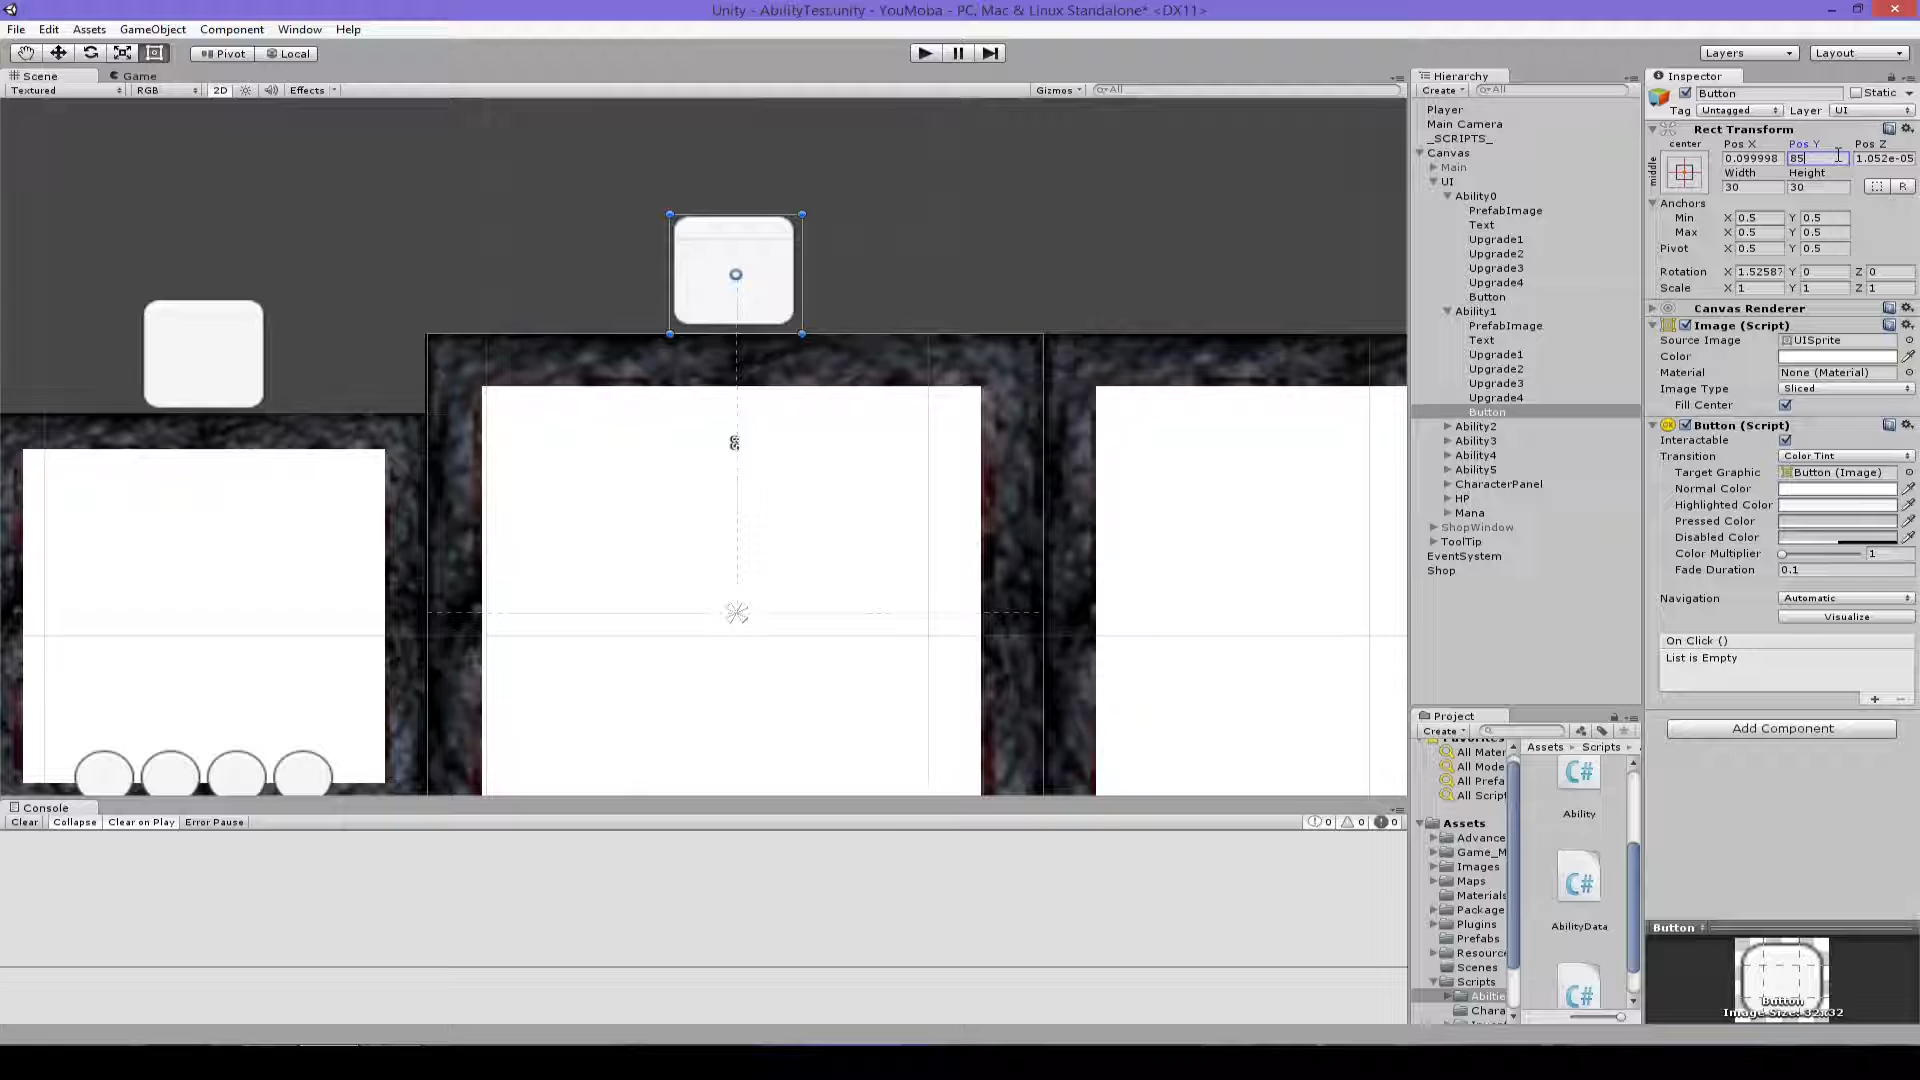 Unity - AbilityTest.unity - YouMoba - PC, Mac & Linux Standalone* <DX11>
File Edit Assets GameObject Component Window Help
Pivot Local Layers Layout
Scene Game
Textured RGB 2D Effects Gizmos All
Hierarchy
Create All
Player
Main Camera
_SCRIPTS_
Canvas
Main
UI
Ability0
PrefabImage
Text
Upgrade1
Upgrade2
Upgrade3
Upgrade4
Button
Ability1
PrefabImage
Text
Upgrade1
Upgrade2
Upgrade3
Upgrade4
Button
Ability2
Ability3
Ability4
Ability5
CharacterPanel
HP
Mana
ShopWindow
ToolTip
EventSystem
Shop
Inspector
Button Static
Tag Untagged Layer UI
Rect Transform
center Pos X Pos Y Pos Z
middle 0.099998 85 1.052e-05
Width Height
30 30 R
Anchors
Min X 0.5 Y 0.5
Max X 0.5 Y 0.5
Pivot X 0.5 Y 0.5
Rotation X 1.52587 Y 0 Z 0
Scale X 1 Y 1 Z 1
Canvas Renderer
Image (Script)
Source Image UISprite
Color
Material None (Material)
Image Type Sliced
Fill Center
Button (Script)
Interactable
Transition Color Tint
Target Graphic Button (Image)
Normal Color
Highlighted Color
Pressed Color
Disabled Color
Color Multiplier 1
Fade Duration 0.1
Navigation Automatic
Visualize
On Click ()
List is Empty
Add Component
Project
Create
Favorites
All Mater
All Mode
All Prefa
All Script
Assets
Advance
Game_M
Images
Maps
Materials
Package
Plugins
Prefabs
Resource
Scenes
Scripts
Abiltie
Chara
Assets Scripts
C#
Ability
C#
AbilityData
C#
Console
Clear Collapse Clear on Play Error Pause 0 0 0
Button
Button
Image Size: 32x32